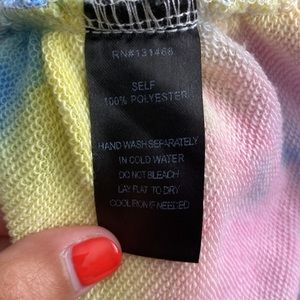 RN#131468
SELF
100% POLYESTER
HAND WASH SEPARATELY
IN COLD WATER
DO NOT BLEACH
LAY FLAT TO DRY
COOL IRON IF NEEDED